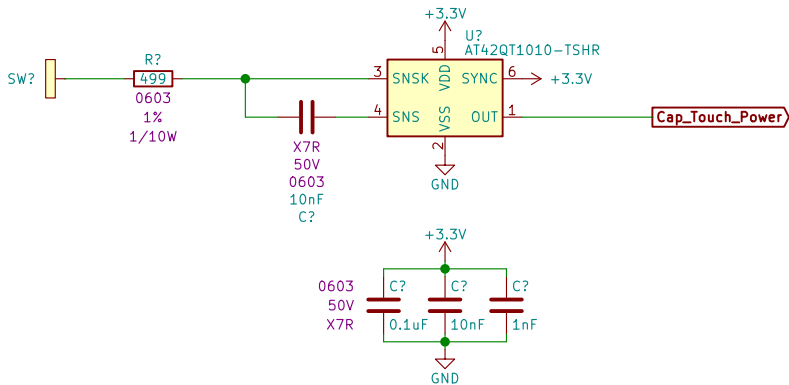 +3.3V
U?
AT42QT1010-TSHR
5
VDD
SW?
R?
499
0603
1%
1/10W
3
SNSK
SYNC
6
+3.3V
4
SNS
OUT
1
Cap_Touch_Power
VSS
2
GND
X7R
50V
0603
10nF
C?
+3.3V
0603
50V
X7R
C?
0.1uF
C?
10nF
C?
1nF
GND